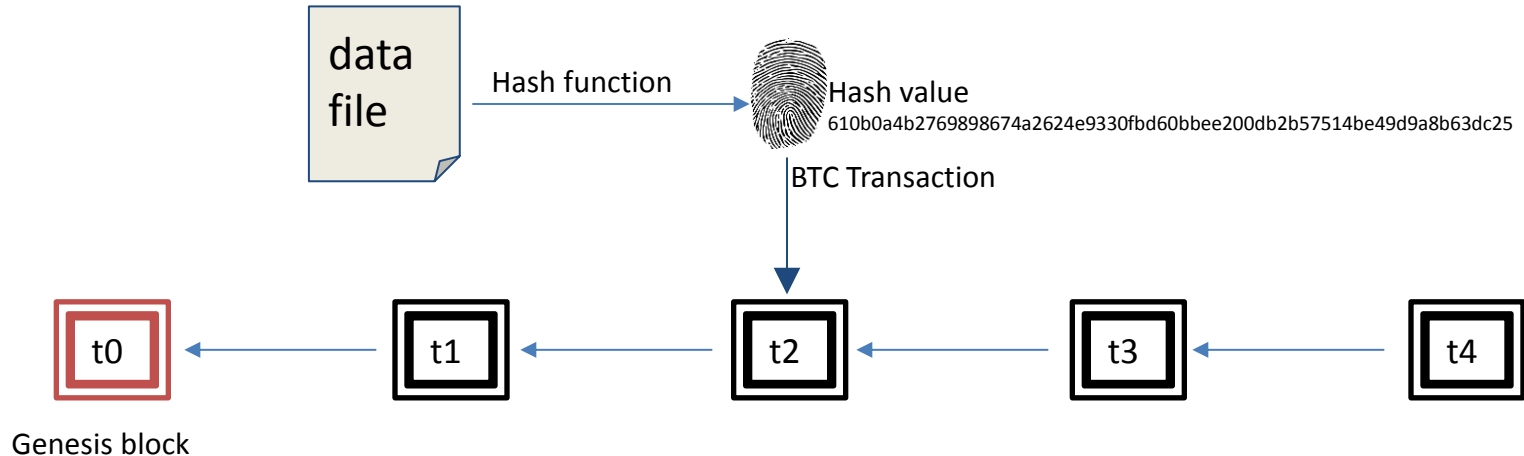 data
file
Hash function
Hash value
610b0a4b2769898674a2624e9330fbd60bbee200db2b57514be49d9a8b63dc25
BTC Transaction
t0
t1
t2
t3
t4
Genesis block